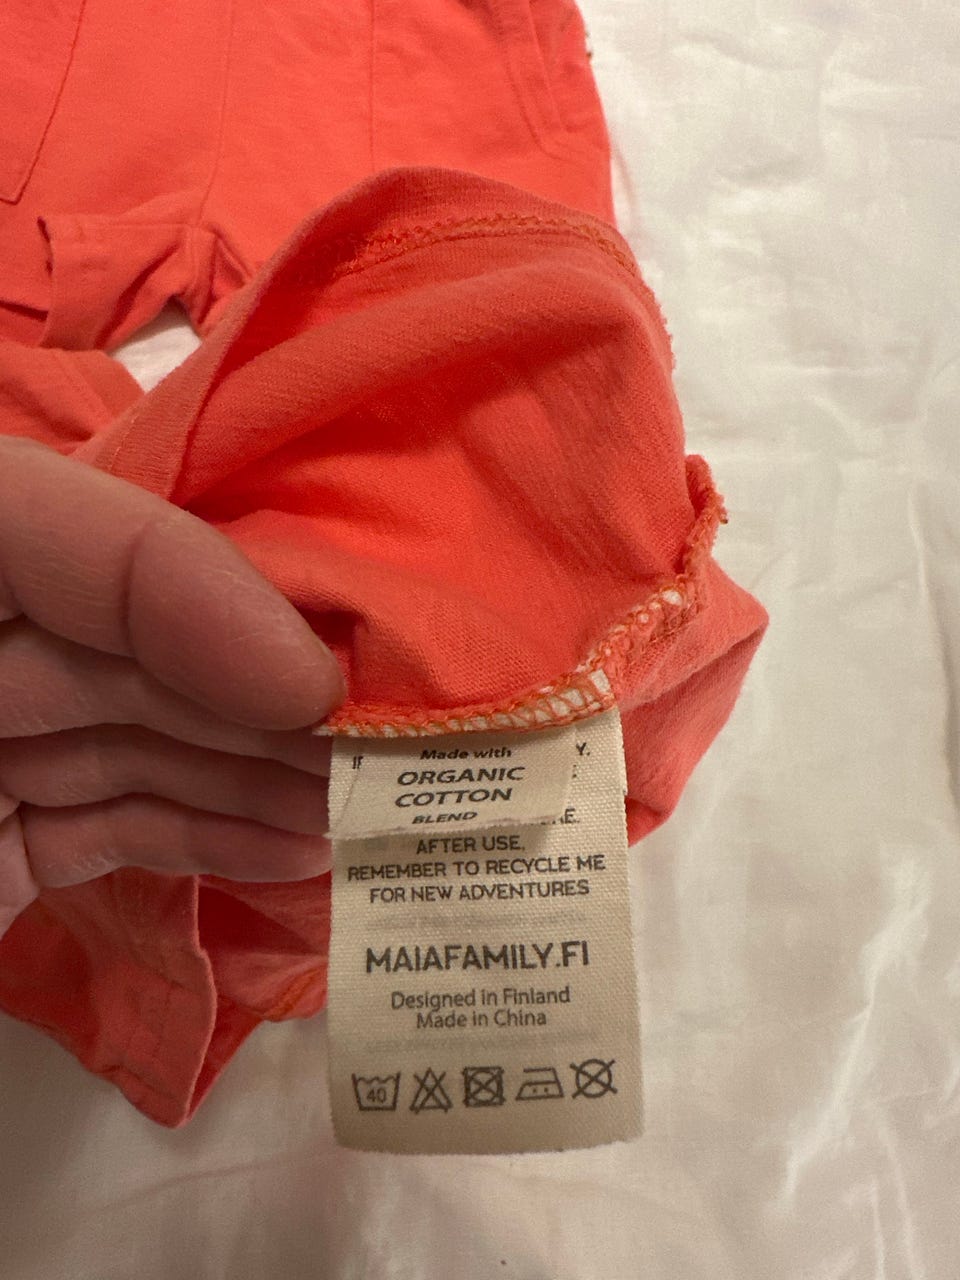 Made with
ORGANIC
COTTON
BLEND
AFTER USE,
REMEMBER TO RECYCLE ME
FOR NEW ADVENTURES
MAIAFAMILY.FI
Designed in Finland
Made in China
40